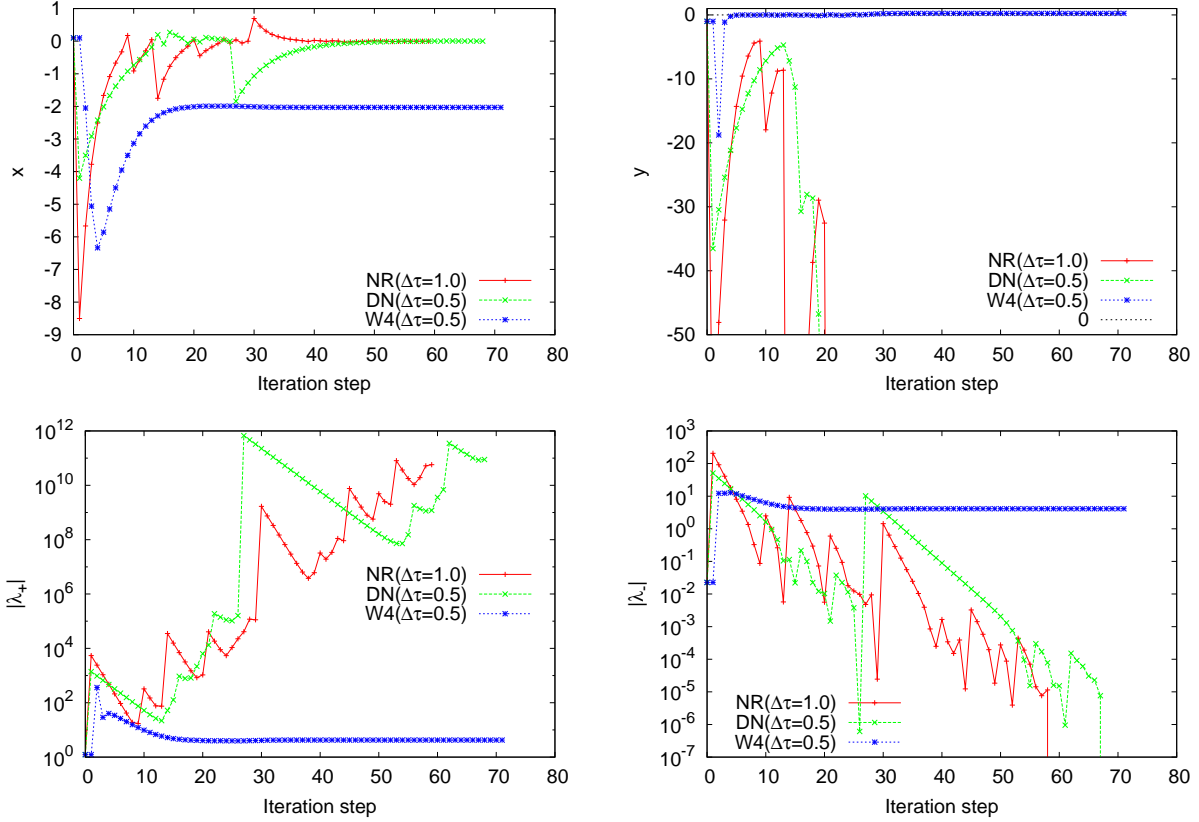 1
0
-1
-2
-3
-4
-5
-6
-7
-8
-9
x
0 10 20 30 40 50 60 70 80
Iteration step
NR(Δτ=1.0)
DN(Δτ=0.5)
W4(Δτ=0.5)
0
-10
-20
-30
-40
-50
y
0 10 20 30 40 50 60 70 80
Iteration step
NR(Δτ=1.0)
DN(Δτ=0.5)
W4(Δτ=0.5)
0
10^12
10^10
10^8
10^6
10^4
10^2
10^0
|λ+|
0 10 20 30 40 50 60 70 80
Iteration step
NR(Δτ=1.0)
DN(Δτ=0.5)
W4(Δτ=0.5)
10^3
10^2
10^1
10^0
10^-1
10^-2
10^-3
10^-4
10^-5
10^-6
10^-7
|λ-|
0 10 20 30 40 50 60 70 80
Iteration step
NR(Δτ=1.0)
DN(Δτ=0.5)
W4(Δτ=0.5)